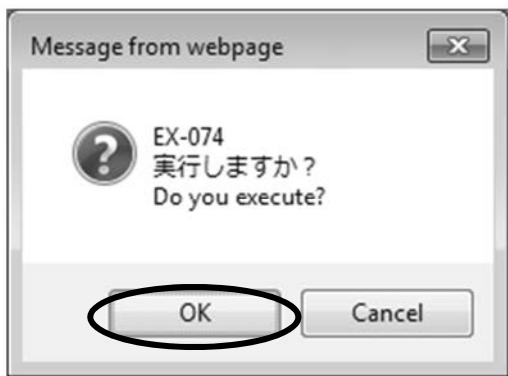 Message from webpage
EX-074
実行しますか？
Do you execute?
OK
Cancel